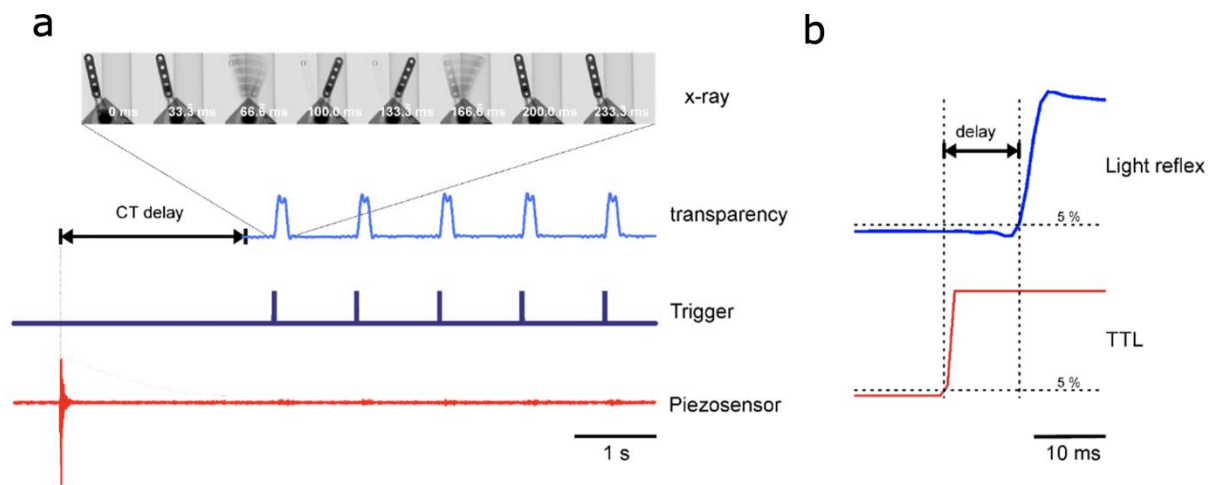 a
b
0 ms
33.3̄ ms
66.6̄ ms
100.0 ms
133.3̄ ms
166.6̄ ms
200.0 ms
233.3 ms
x-ray
delay
Light reflex
CT delay
transparency
5 %
Trigger
TTL
5 %
Piezosensor
1 s
10 ms